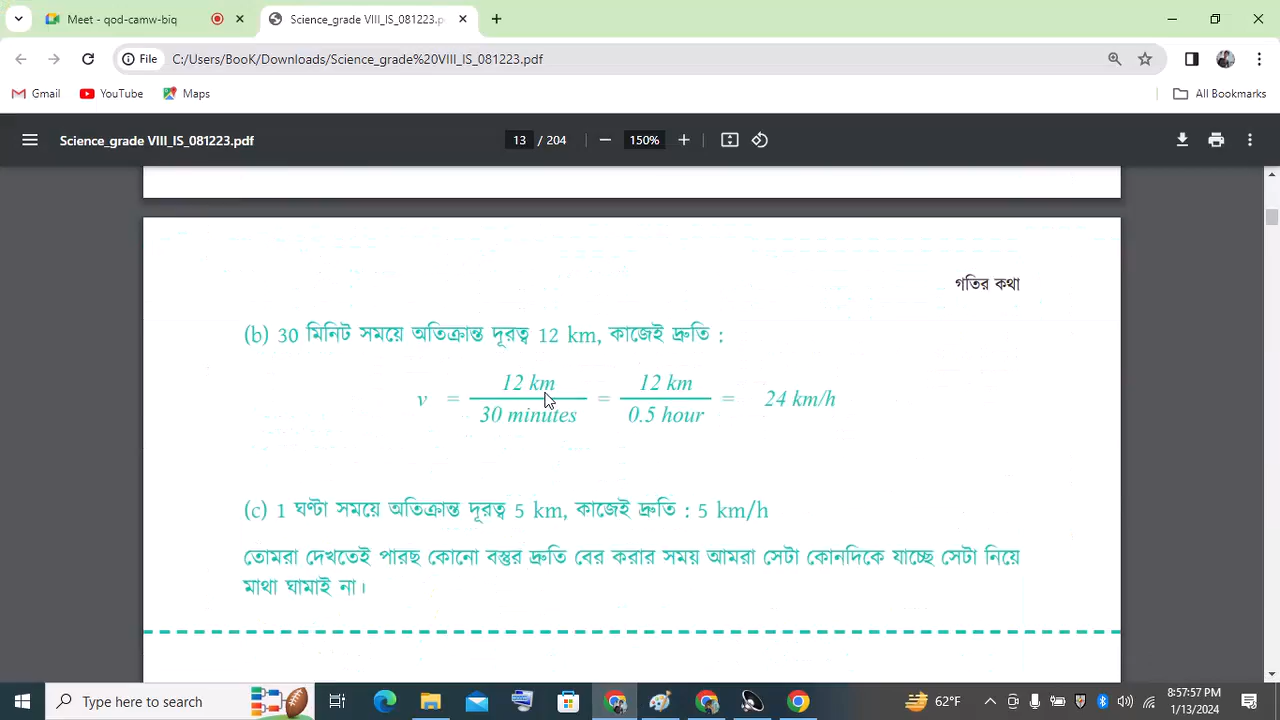 Meet - qod-camw-biq
Science_grade VIII_IS_081223.p
File C:/Users/BooK/Downloads/Science_grade%20VIII_IS_081223.pdf
Gmail YouTube Maps All Bookmarks
Science_grade VIII_IS_081223.pdf 13 / 204 150%
গতির কথা
(b) 30 মিনিট সময়ে অতিক্রান্ত দূরত্ব 12 km, কাজেই দ্রুতি :
v = 12 km / 30 minutes = 12 km / 0.5 hour = 24 km/h
(c) 1 ঘণ্টা সময়ে অতিক্রান্ত দূরত্ব 5 km, কাজেই দ্রুতি : 5 km/h
তোমরা দেখতেই পারছ কোনো বস্তুর দ্রুতি বের করার সময় আমরা সেটা কোনদিকে যাচ্ছে সেটা নিয়ে
মাথা ঘামাই না।
Type here to search 62°F 8:57:57 PM
1/13/2024